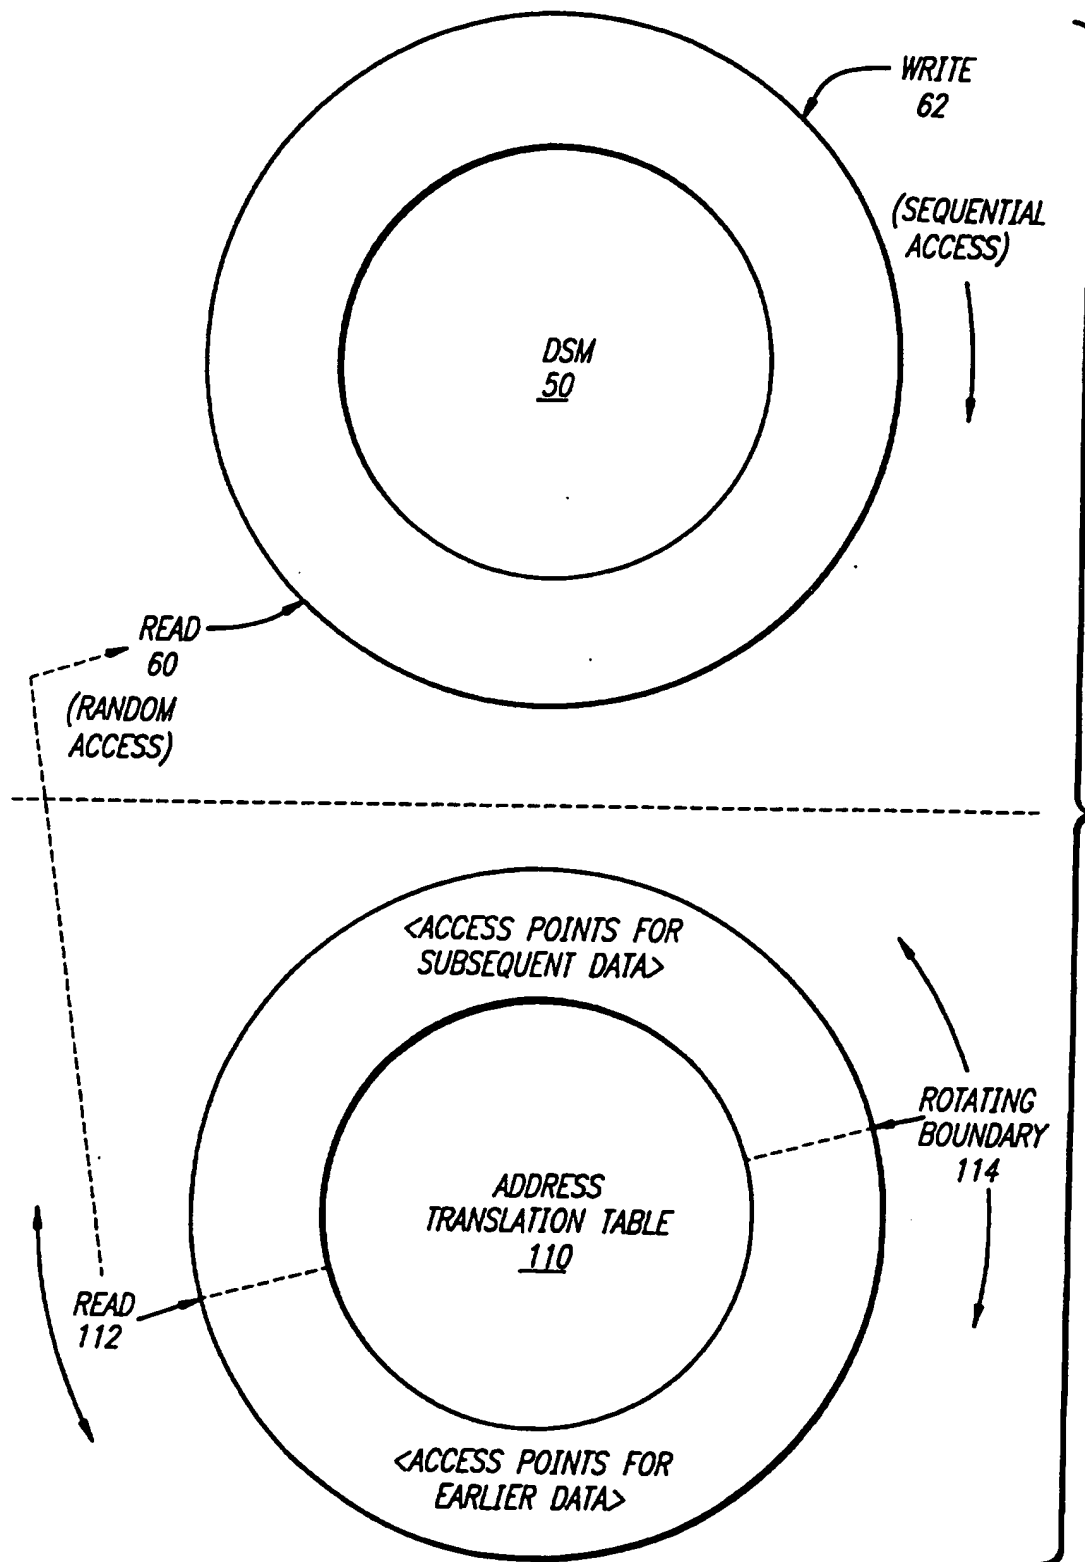 WRITE
62
(SEQUENTIAL
ACCESS)
DSM
50
READ
60
(RANDOM
ACCESS)
<ACCESS POINTS FOR
SUBSEQUENT DATA>
ROTATING
BOUNDARY
114
ADDRESS
TRANSLATION TABLE
110
READ
112
<ACCESS POINTS FOR
EARLIER DATA>